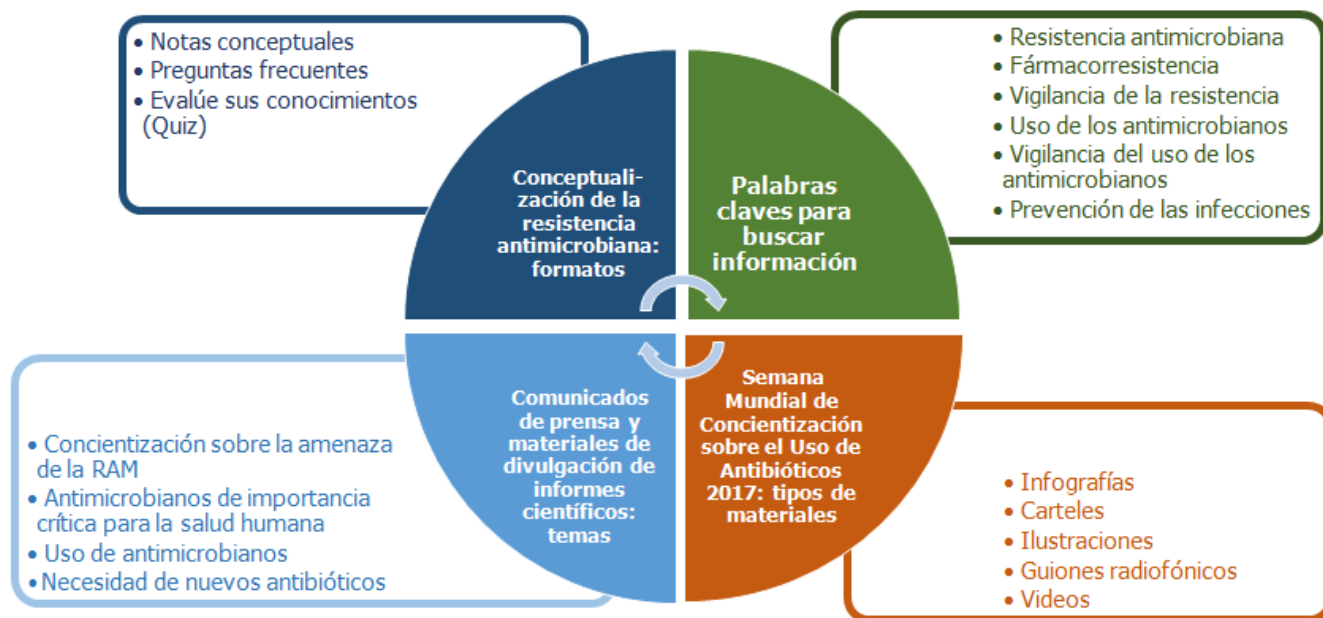 • Notas conceptuales
• Preguntas frecuentes
• Evalúe sus conocimientos
(Quiz)
Conceptuali-
zación de la
resistencia
antimicrobiana:
formatos
Palabras
claves para
buscar
información
• Resistencia antimicrobiana
• Fármacorresistencia
• Vigilancia de la resistencia
• Uso de los antimicrobianos
• Vigilancia del uso de los
antimicrobianos
• Prevención de las infecciones
• Concientización sobre la amenaza
de la RAM
• Antimicrobianos de importancia
crítica para la salud humana
• Uso de antimicrobianos
• Necesidad de nuevos antibióticos
Comunicados
de prensa y
materiales de
divulgación de
informes
científicos:
temas
Semana
Mundial de
Concientización
sobre el Uso de
Antibióticos
2017: tipos de
materiales
• Infografías
• Carteles
• Ilustraciones
• Guiones radiofónicos
• Videos